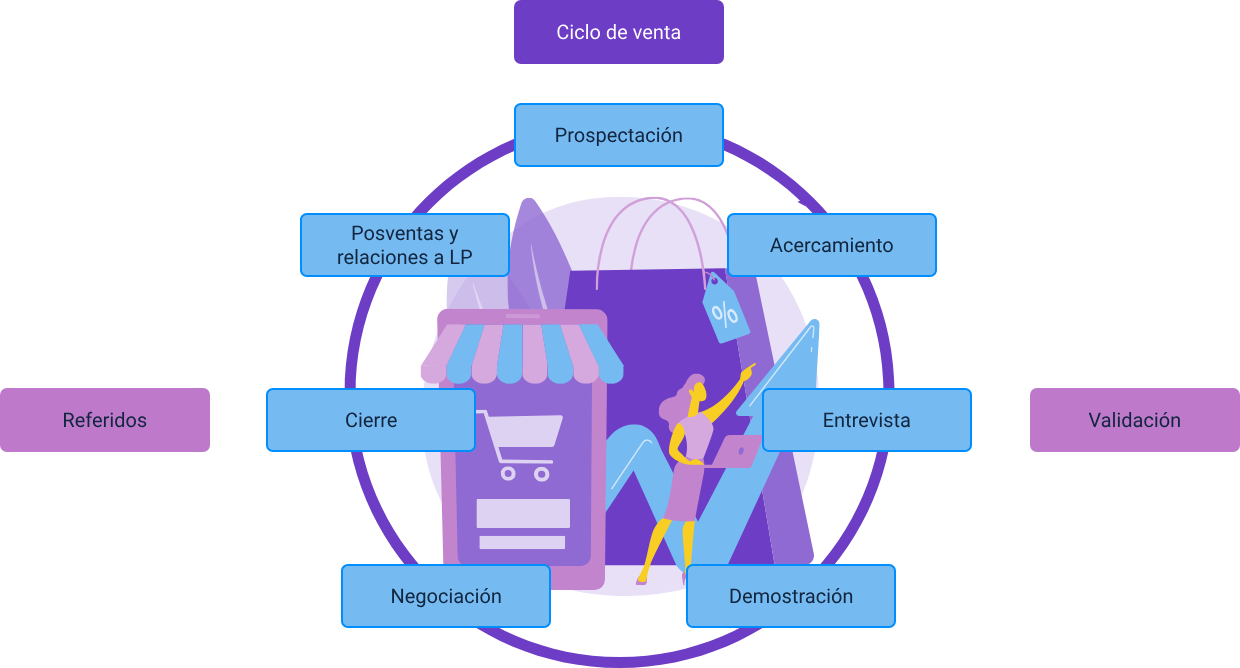 Ciclo de venta
Prospectación
Posventas y
relaciones a LP
Acercamiento
%
Referidos
Cierre
Entrevista
Validación
Negociación
Demostración